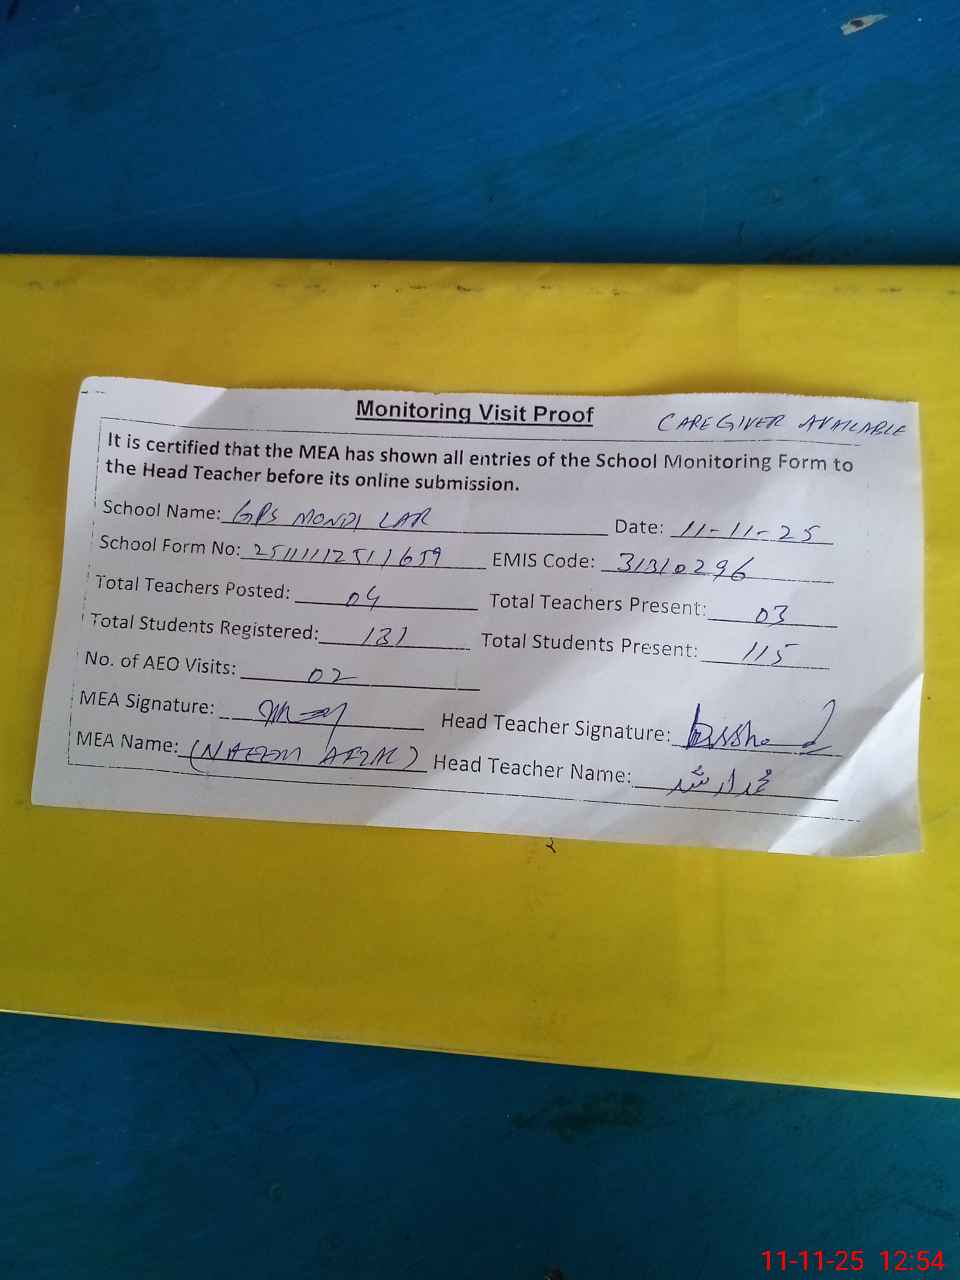 Monitoring Visit Proof CAREGIVER AVAILABLE
It is certified that the MEA has shown all entries of the School Monitoring Form to
the Head Teacher before its online submission.
School Name: GPS MONDI LAR Date: 11-11-25
School Form No: EMIS Code: 31310296
Total Teachers Posted: 04 Total Teachers Present: 03
Total Students Registered: 131 Total Students Present: 115
No. of AEO Visits: 02
MEA Signature: Head Teacher Signature:
MEA Name: (NAEEM AFZAL) Head Teacher Name: محمد ارشد
11-11-25 12:54